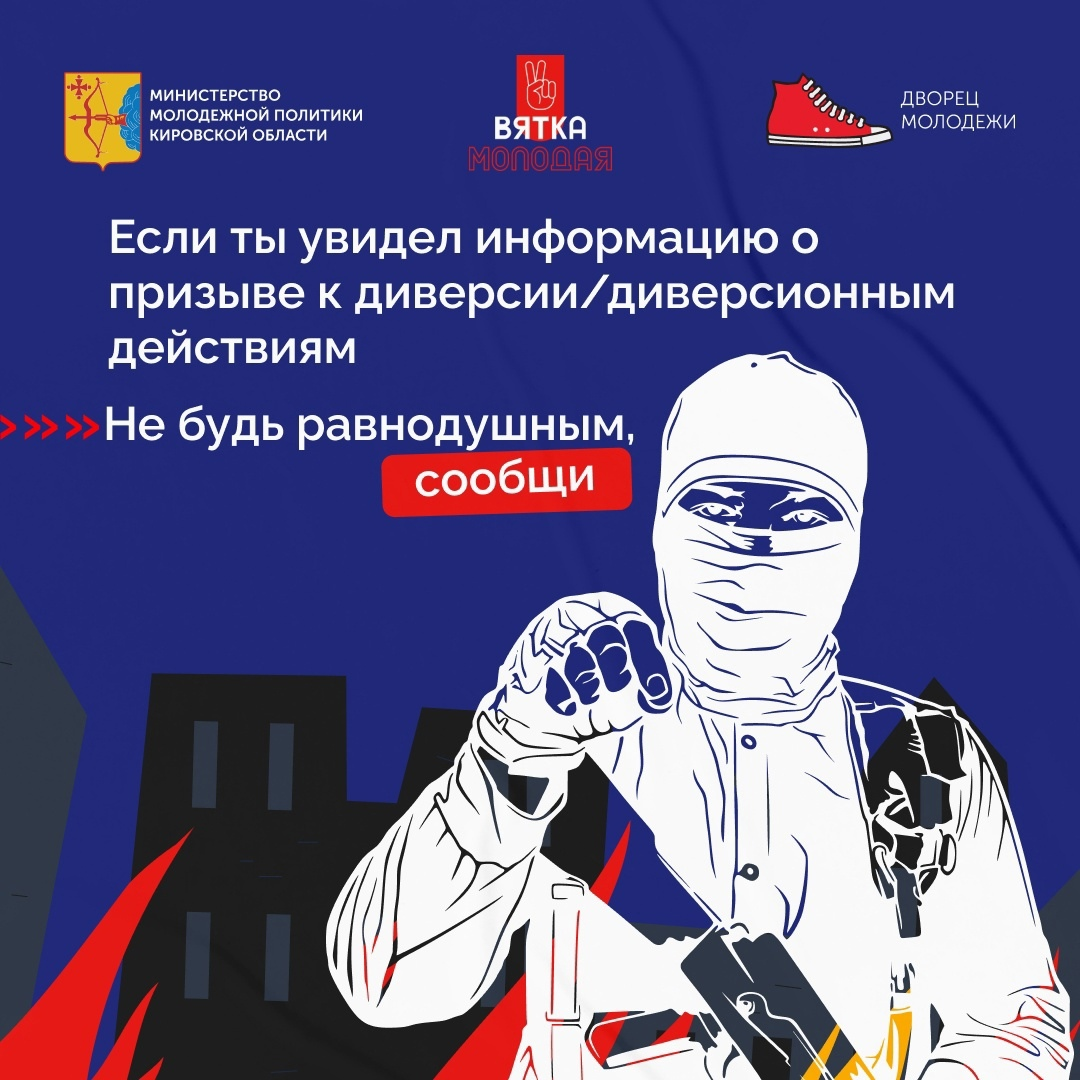 МИНИСТЕРСТВО
МОЛОДЕЖНОЙ ПОЛИТИКИ
КИРОВСКОЙ ОБЛАСТИ
ВЯТКА
МОЛОДАЯ
ДВОРЕЦ
МОЛОДЕЖИ
Если ты увидел информацию о
призыве к диверсии/диверсионным
действиям
Не будь равнодушным,
сообщи